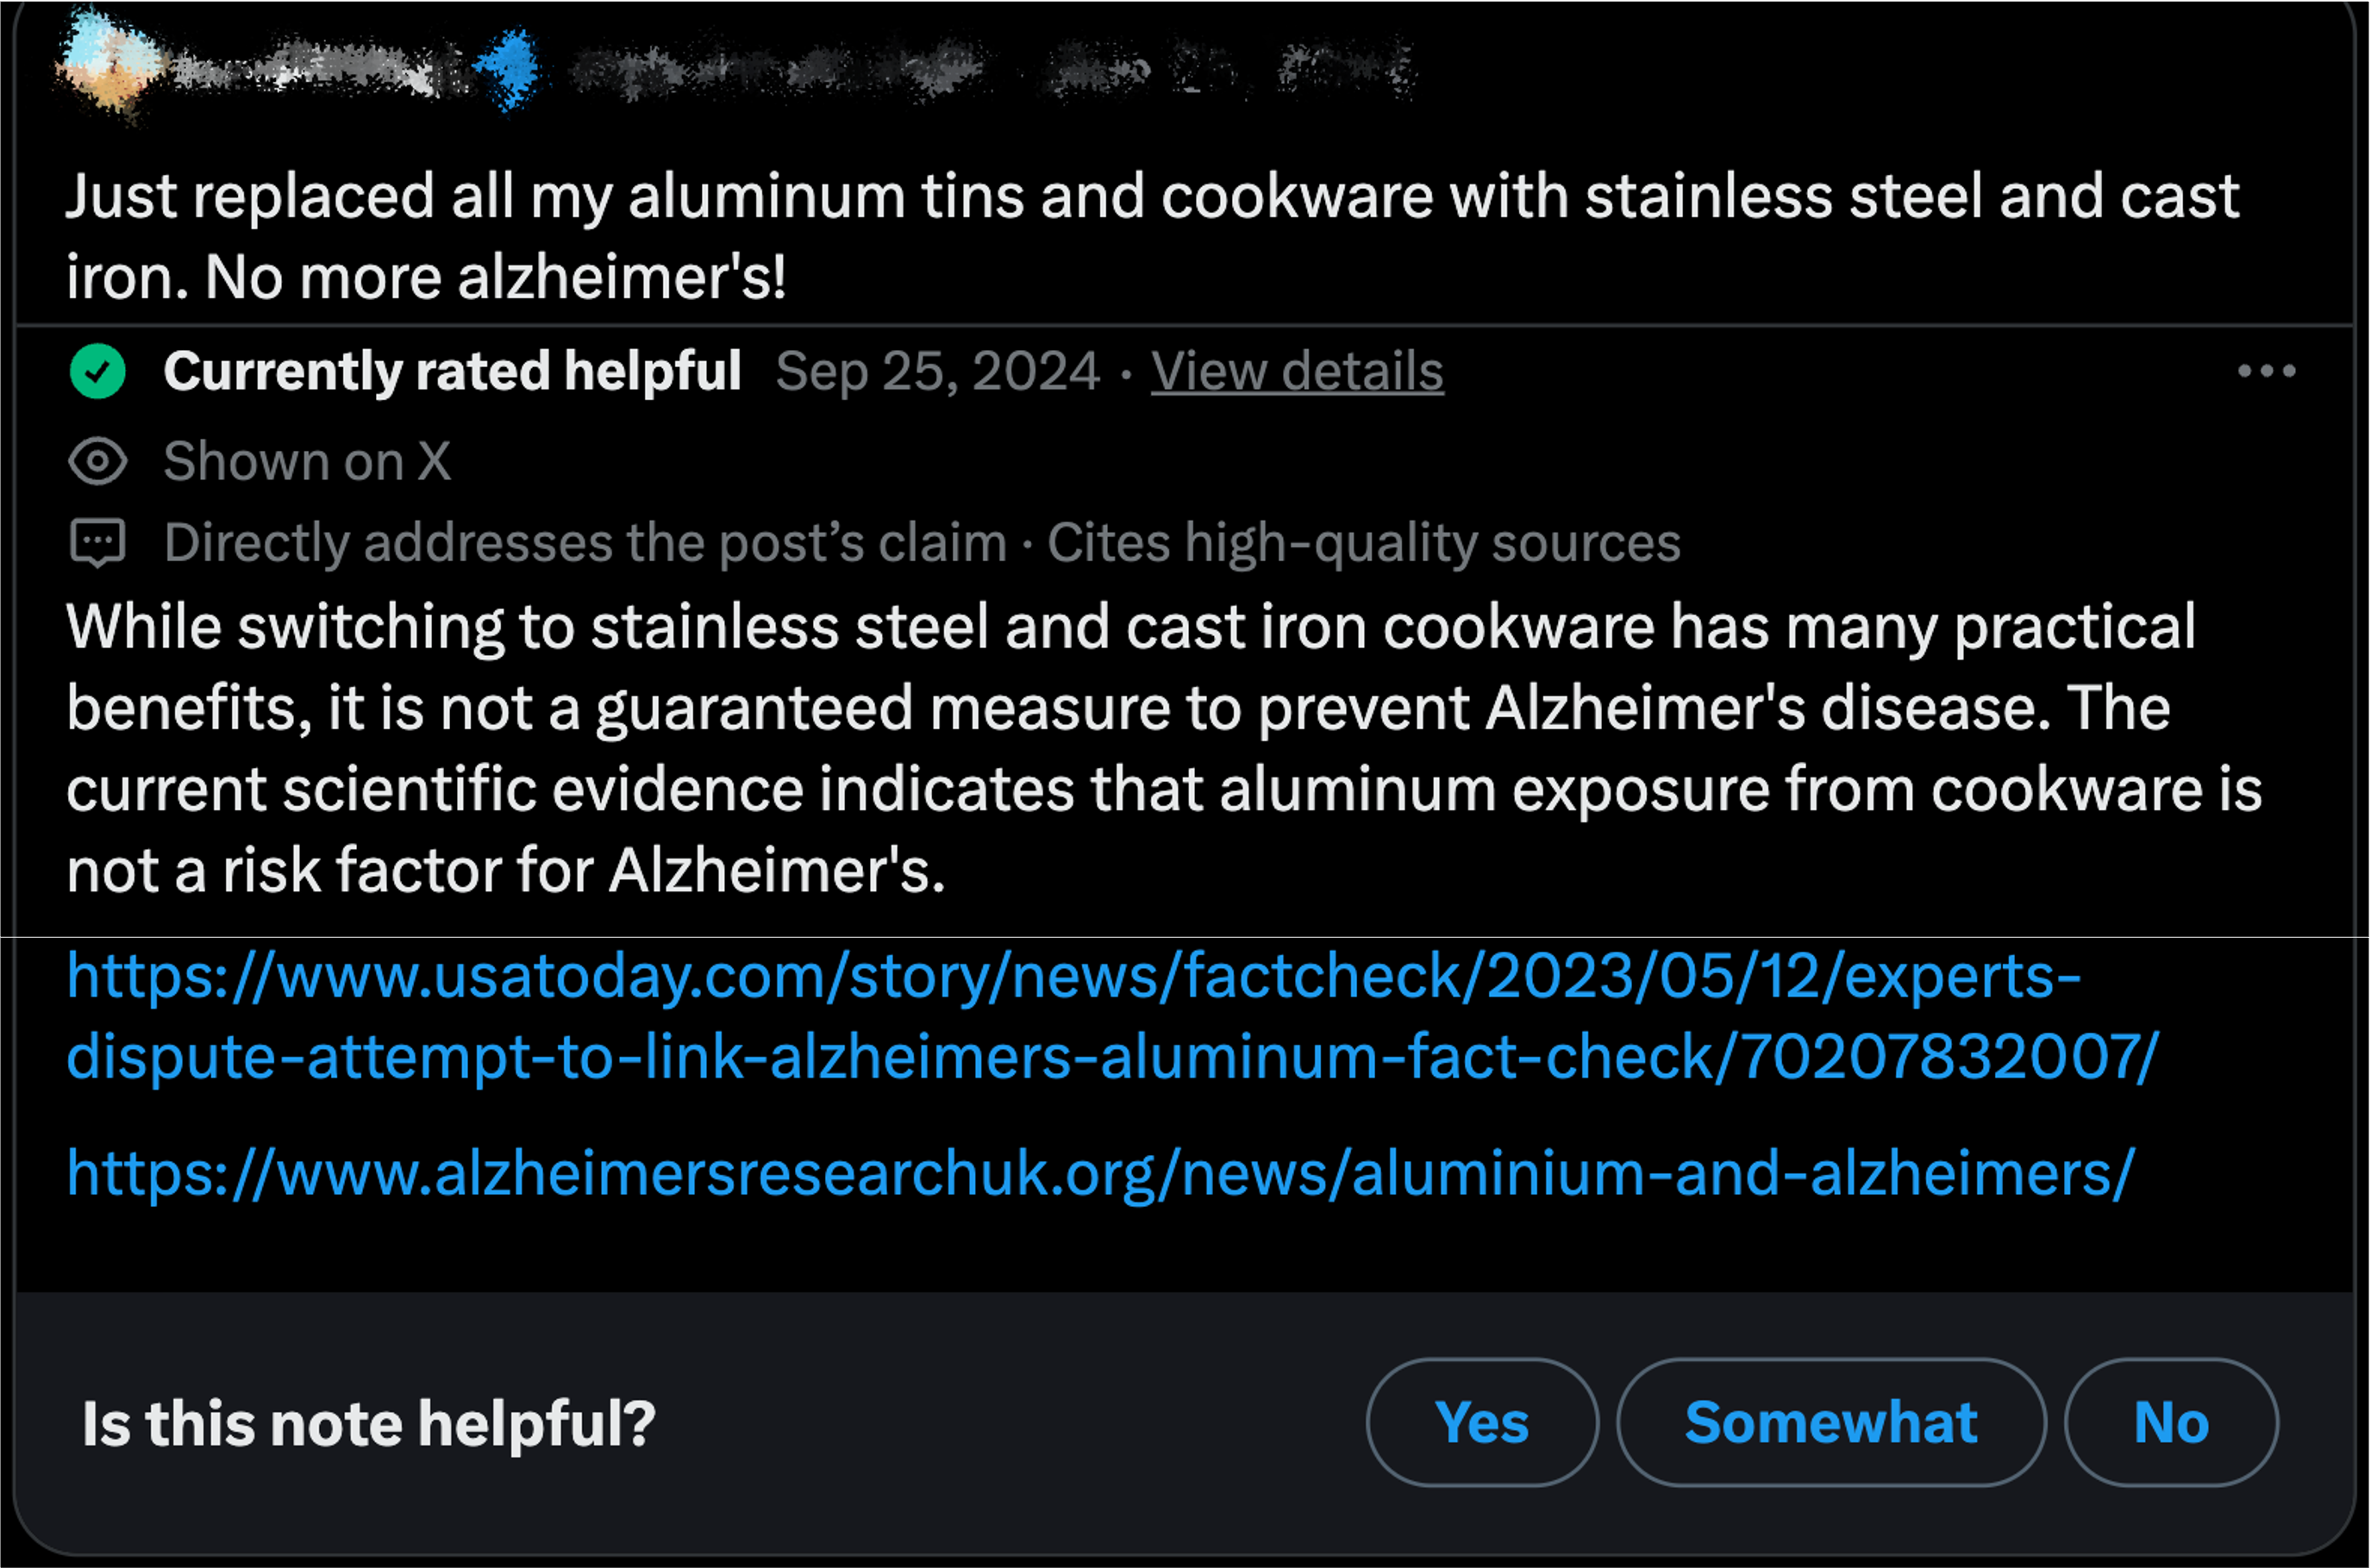 Just replaced all my aluminum tins and cookware with stainless steel and cast
iron. No more alzheimer's!
Currently rated helpful Sep 25, 2024 · View details
Shown on X
Directly addresses the post’s claim · Cites high-quality sources
While switching to stainless steel and cast iron cookware has many practical
benefits, it is not a guaranteed measure to prevent Alzheimer's disease. The
current scientific evidence indicates that aluminum exposure from cookware is
not a risk factor for Alzheimer's.
https://www.usatoday.com/story/news/factcheck/2023/05/12/experts-
dispute-attempt-to-link-alzheimers-aluminum-fact-check/70207832007/
https://www.alzheimersresearchuk.org/news/aluminium-and-alzheimers/
Is this note helpful? Yes Somewhat No